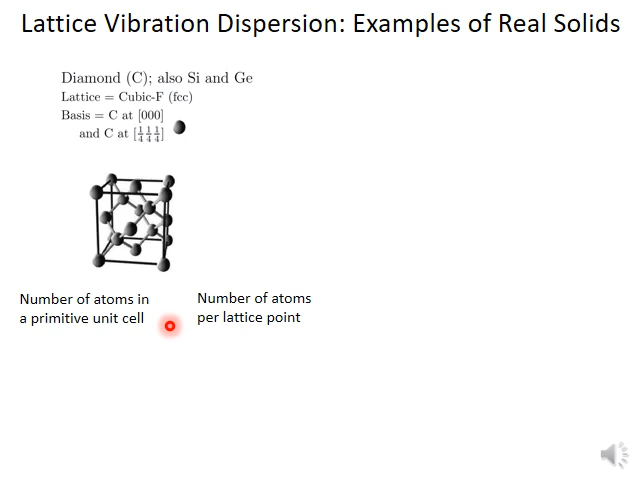 Lattice Vibration Dispersion: Examples of Real Solids
Diamond (C); also Si and Ge
Lattice = Cubic-F (fcc)
Basis = C at [000]
and C at [1/4 1/4 1/4]
Number of atoms in
a primitive unit cell
Number of atoms
per lattice point